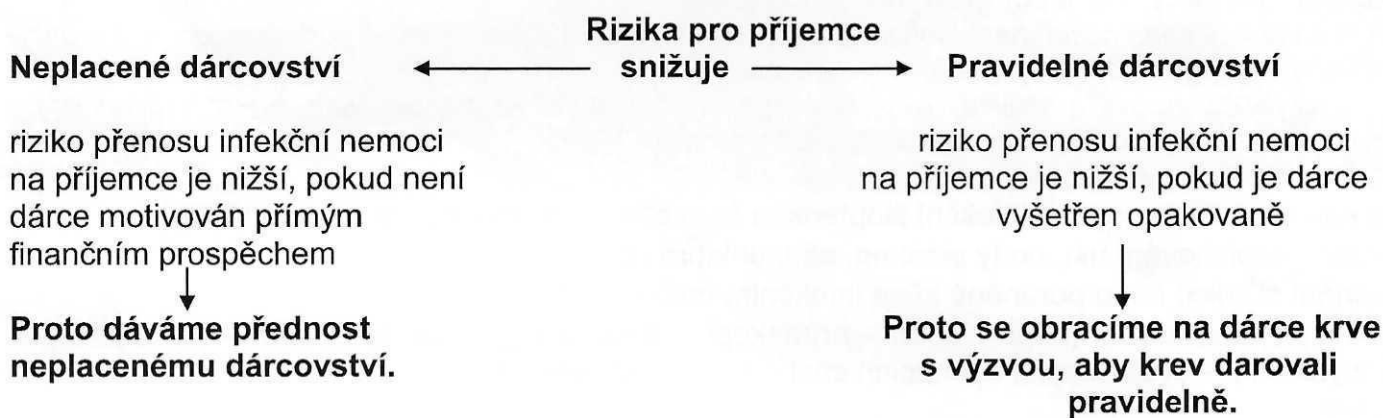 Rizika pro příjemce
Neplacené dárcovství snižuje Pravidelné dárcovství
riziko přenosu infekční nemoci
na příjemce je nižší, pokud není
dárce motivován přímým
finančním prospěchem
Proto dáváme přednost
neplacenému dárcovství.
riziko přenosu infekční nemoci
na příjemce je nižší, pokud je dárce
vyšetřen opakovaně
Proto se obracíme na dárce krve
s výzvou, aby krev darovali
pravidelně.